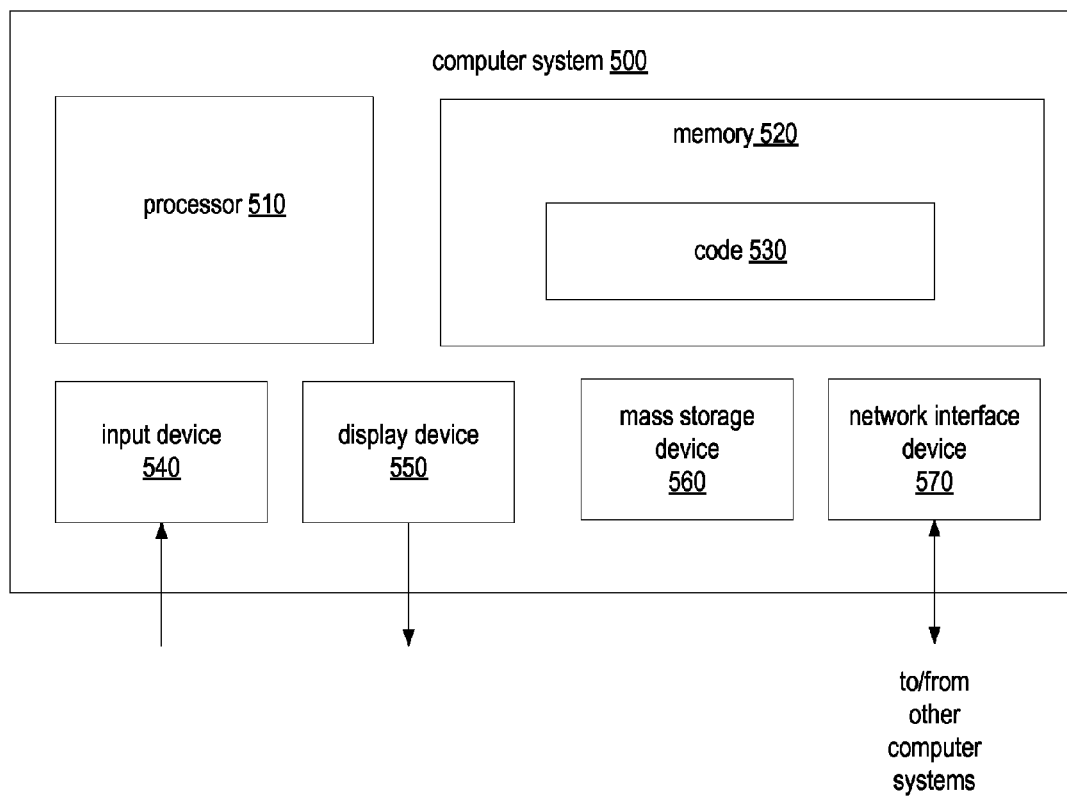 computer system 500
processor 510
memory 520
code 530
input device
540
display device
550
mass storage
device
560
network interface
device
570
to/from
other
computer
systems